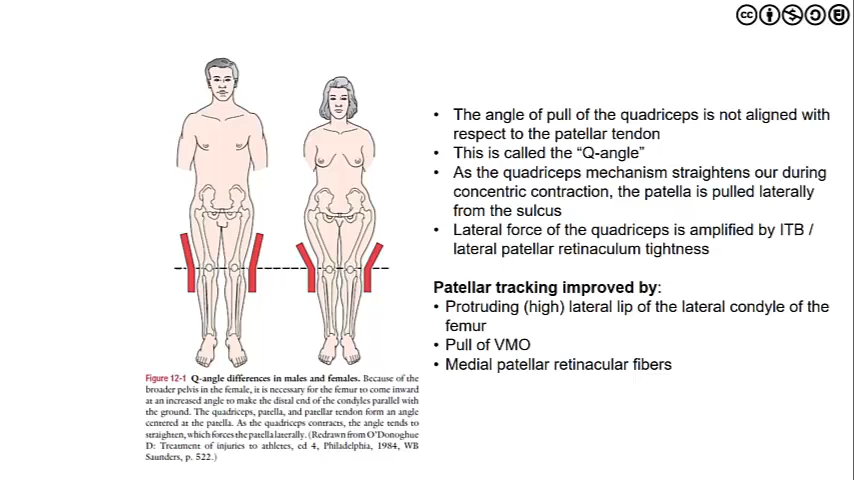 • The angle of pull of the quadriceps is not aligned with
respect to the patellar tendon
• This is called the “Q-angle”
• As the quadriceps mechanism straightens our during
concentric contraction, the patella is pulled laterally
from the sulcus
• Lateral force of the quadriceps is amplified by ITB /
lateral patellar retinaculum tightness
Patellar tracking improved by:
• Protruding (high) lateral lip of the lateral condyle of the
femur
• Pull of VMO
• Medial patellar retinacular fibers
Figure 12-1 Q-angle differences in males and females. Because of the
broader pelvis in the female, it is necessary for the femur to come inward
at an increased angle to make the distal end of the condyles parallel with
the ground. The quadriceps, patella, and patellar tendon form an angle
centered at the patella. As the quadriceps contracts, the angle tends to
straighten, which forces the patella laterally. (Redrawn from O'Donoghue
D: Treatment of injuries to athletes, ed 4, Philadelphia, 1984, WB
Saunders, p. 522.)